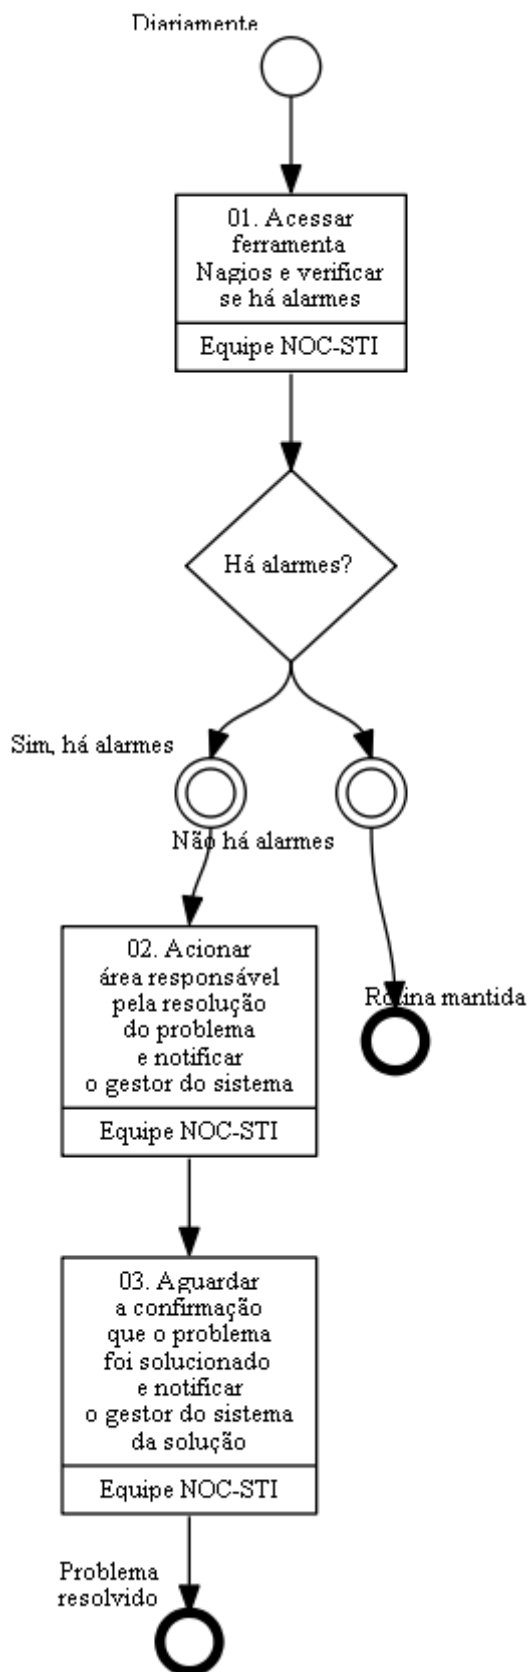 Diariamente
01. Acessar
ferramenta
Nagios e verificar
se há alarmes
Equipe NOC-STI
Há alarmes?
Sim, há alarmes
Não há alarmes
02. Acionar
área responsável
pela resolução
do problema
e notificar
o gestor do sistema
Equipe NOC-STI
Rotina mantida
03. Aguardar
a confirmação
que o problema
foi solucionado
e notificar
o gestor do sistema
da solução
Equipe NOC-STI
Problema
resolvido